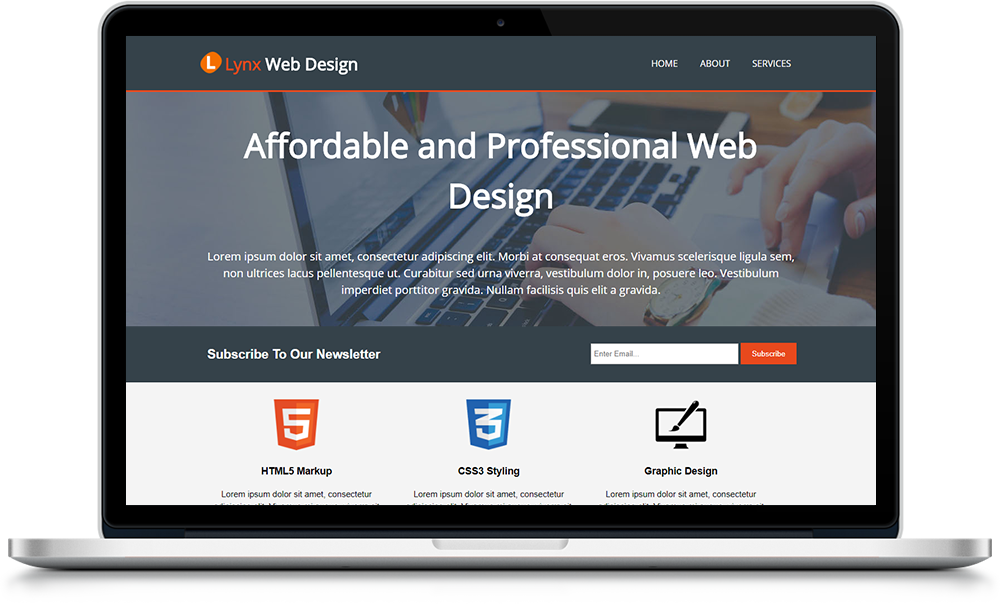 L Lynx Web Design
HOME ABOUT SERVICES
Affordable and Professional Web
Design
Lorem ipsum dolor sit amet, consectetur adipiscing elit. Morbi at consequat eros. Vivamus scelerisque ligula sem,
non ultrices lacus pellentesque ut. Curabitur sed urna viverra, vestibulum dolor in, posuere leo. Vestibulum
imperdiet porttitor gravida. Nullam facilisis quis elit a gravida.
Subscribe To Our Newsletter
Enter Email...
Subscribe
5
HTML5 Markup
Lorem ipsum dolor sit amet, consectetur
3
CSS3 Styling
Lorem ipsum dolor sit amet, consectetur
Graphic Design
Lorem ipsum dolor sit amet, consectetur